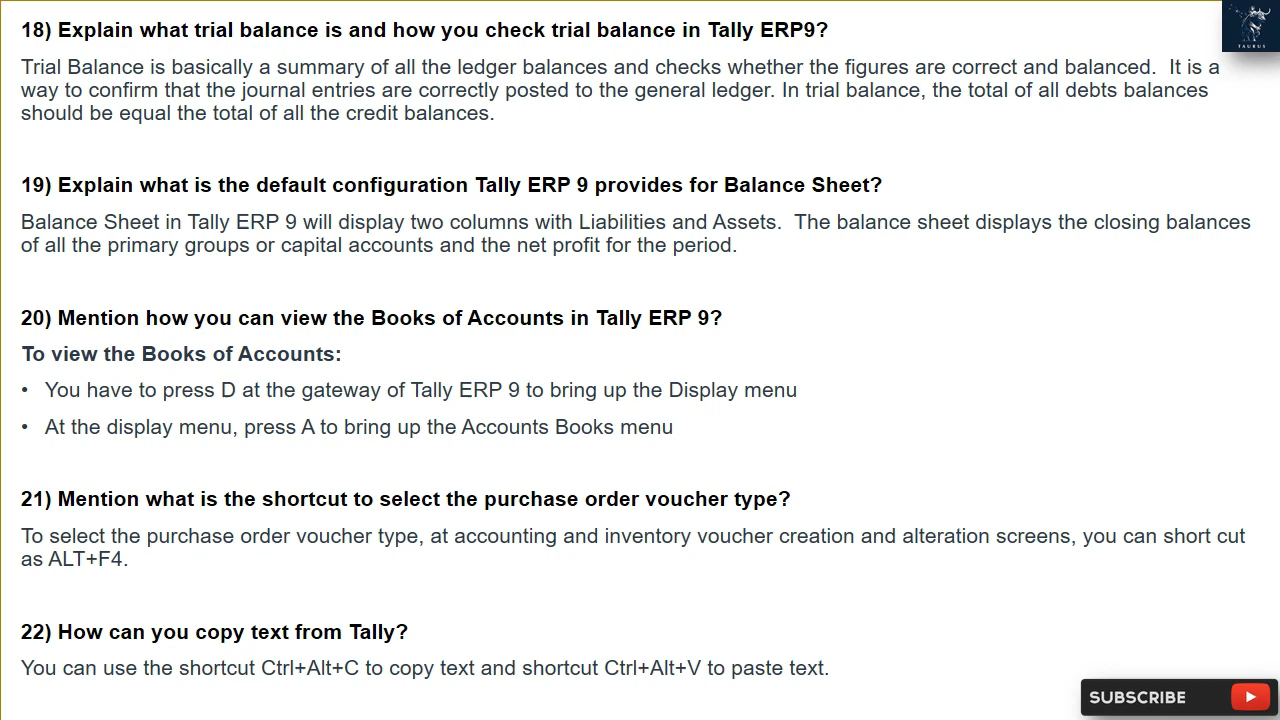 18) Explain what trial balance is and how you check trial balance in Tally ERP9?
TAURUS
Trial Balance is basically a summary of all the ledger balances and checks whether the figures are correct and balanced.  It is a
way to confirm that the journal entries are correctly posted to the general ledger. In trial balance, the total of all debts balances
should be equal the total of all the credit balances.
19) Explain what is the default configuration Tally ERP 9 provides for Balance Sheet?
Balance Sheet in Tally ERP 9 will display two columns with Liabilities and Assets.  The balance sheet displays the closing balances
of all the primary groups or capital accounts and the net profit for the period.
20) Mention how you can view the Books of Accounts in Tally ERP 9?
To view the Books of Accounts:
• You have to press D at the gateway of Tally ERP 9 to bring up the Display menu
• At the display menu, press A to bring up the Accounts Books menu
21) Mention what is the shortcut to select the purchase order voucher type?
To select the purchase order voucher type, at accounting and inventory voucher creation and alteration screens, you can short cut
as ALT+F4.
22) How can you copy text from Tally?
You can use the shortcut Ctrl+Alt+C to copy text and shortcut Ctrl+Alt+V to paste text.
SUBSCRIBE